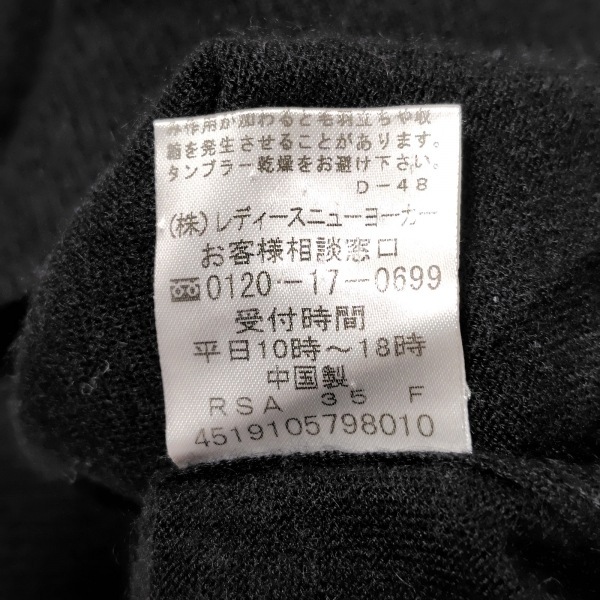 作用が加わると毛羽立ちや収
縮を発生させることがあります。
タンブラー乾燥をお避け下さい。
D-48
(株)レディースニューヨーカー
お客様相談窓口
0120-17-0699
受付時間
平日10時～18時
中国製
RSA 35 F
4519105798010